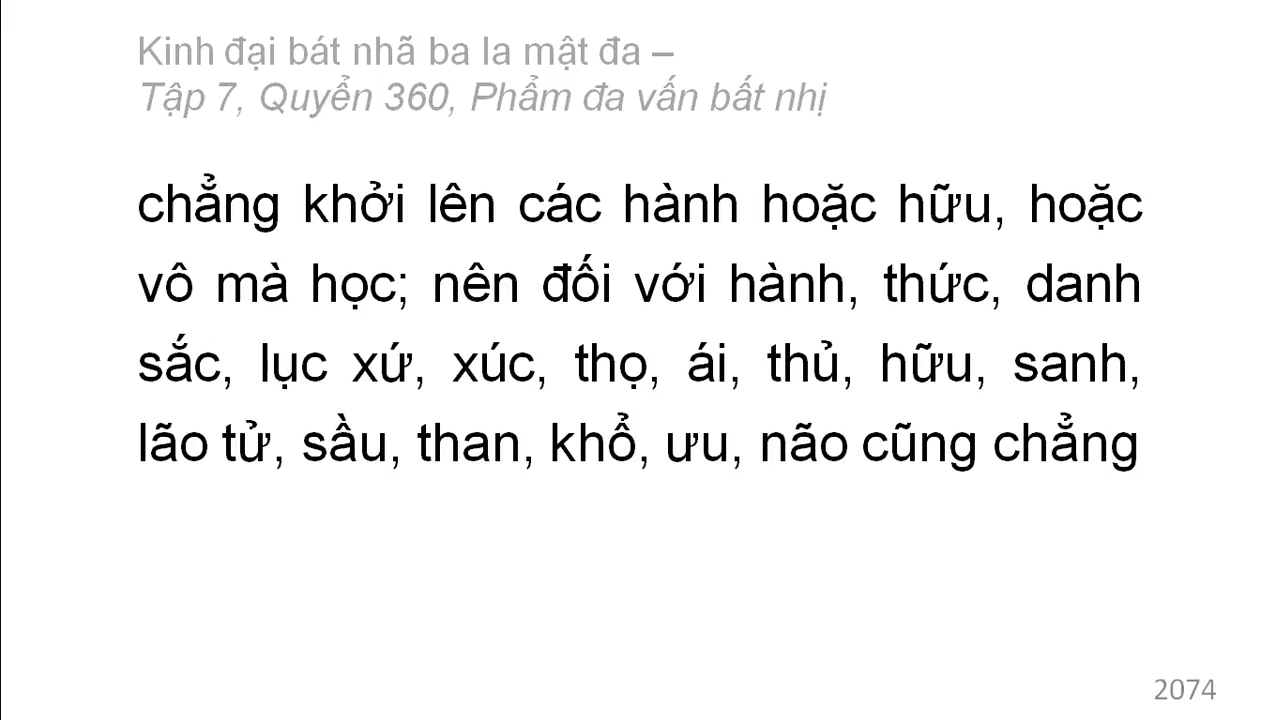 Kinh đại bát nhã ba la mật đa –
Tập 7, Quyển 360, Phẩm đa vấn bất nhị
chẳng khởi lên các hành hoặc hữu, hoặc
vô mà học; nên đối với hành, thức, danh
sắc, lục xứ, xúc, thọ, ái, thủ, hữu, sanh,
lão tử, sầu, than, khổ, ưu, não cũng chẳng
2074